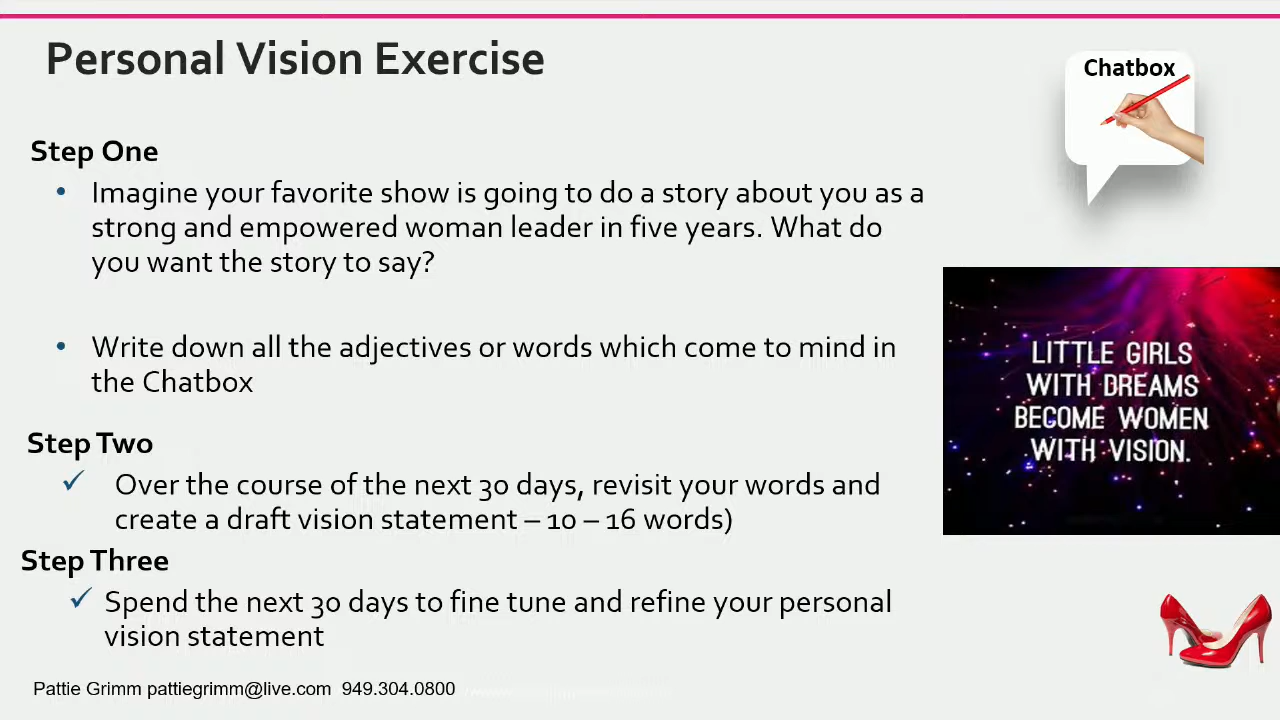 Personal Vision Exercise
Chatbox
Step One
• Imagine your favorite show is going to do a story about you as a
strong and empowered woman leader in five years. What do
you want the story to say?
• Write down all the adjectives or words which come to mind in
the Chatbox
LITTLE GIRLS
WITH DREAMS
BECOME WOMEN
WITH VISION.
Step Two
✓ Over the course of the next 30 days, revisit your words and
create a draft vision statement – 10 – 16 words)
Step Three
✓ Spend the next 30 days to fine tune and refine your personal
vision statement
Pattie Grimm pattiegrimm@live.com 949.304.0800